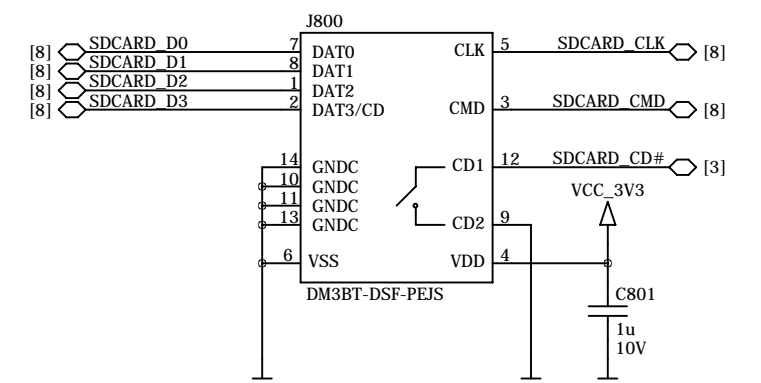 J800
[8] SDCARD_D0 7 DAT0 CLK 5 SDCARD_CLK [8]
[8] SDCARD_D1 8 DAT1
[8] SDCARD_D2 1 DAT2
[8] SDCARD_D3 2 DAT3/CD CMD 3 SDCARD_CMD [8]
14 GNDC CD1 12 SDCARD_CD# [3]
10 GNDC VCC_3V3
11 GNDC
13 GNDC CD2 9
6 VSS VDD 4
DM3BT-DSF-PEJS C801
1u
10V